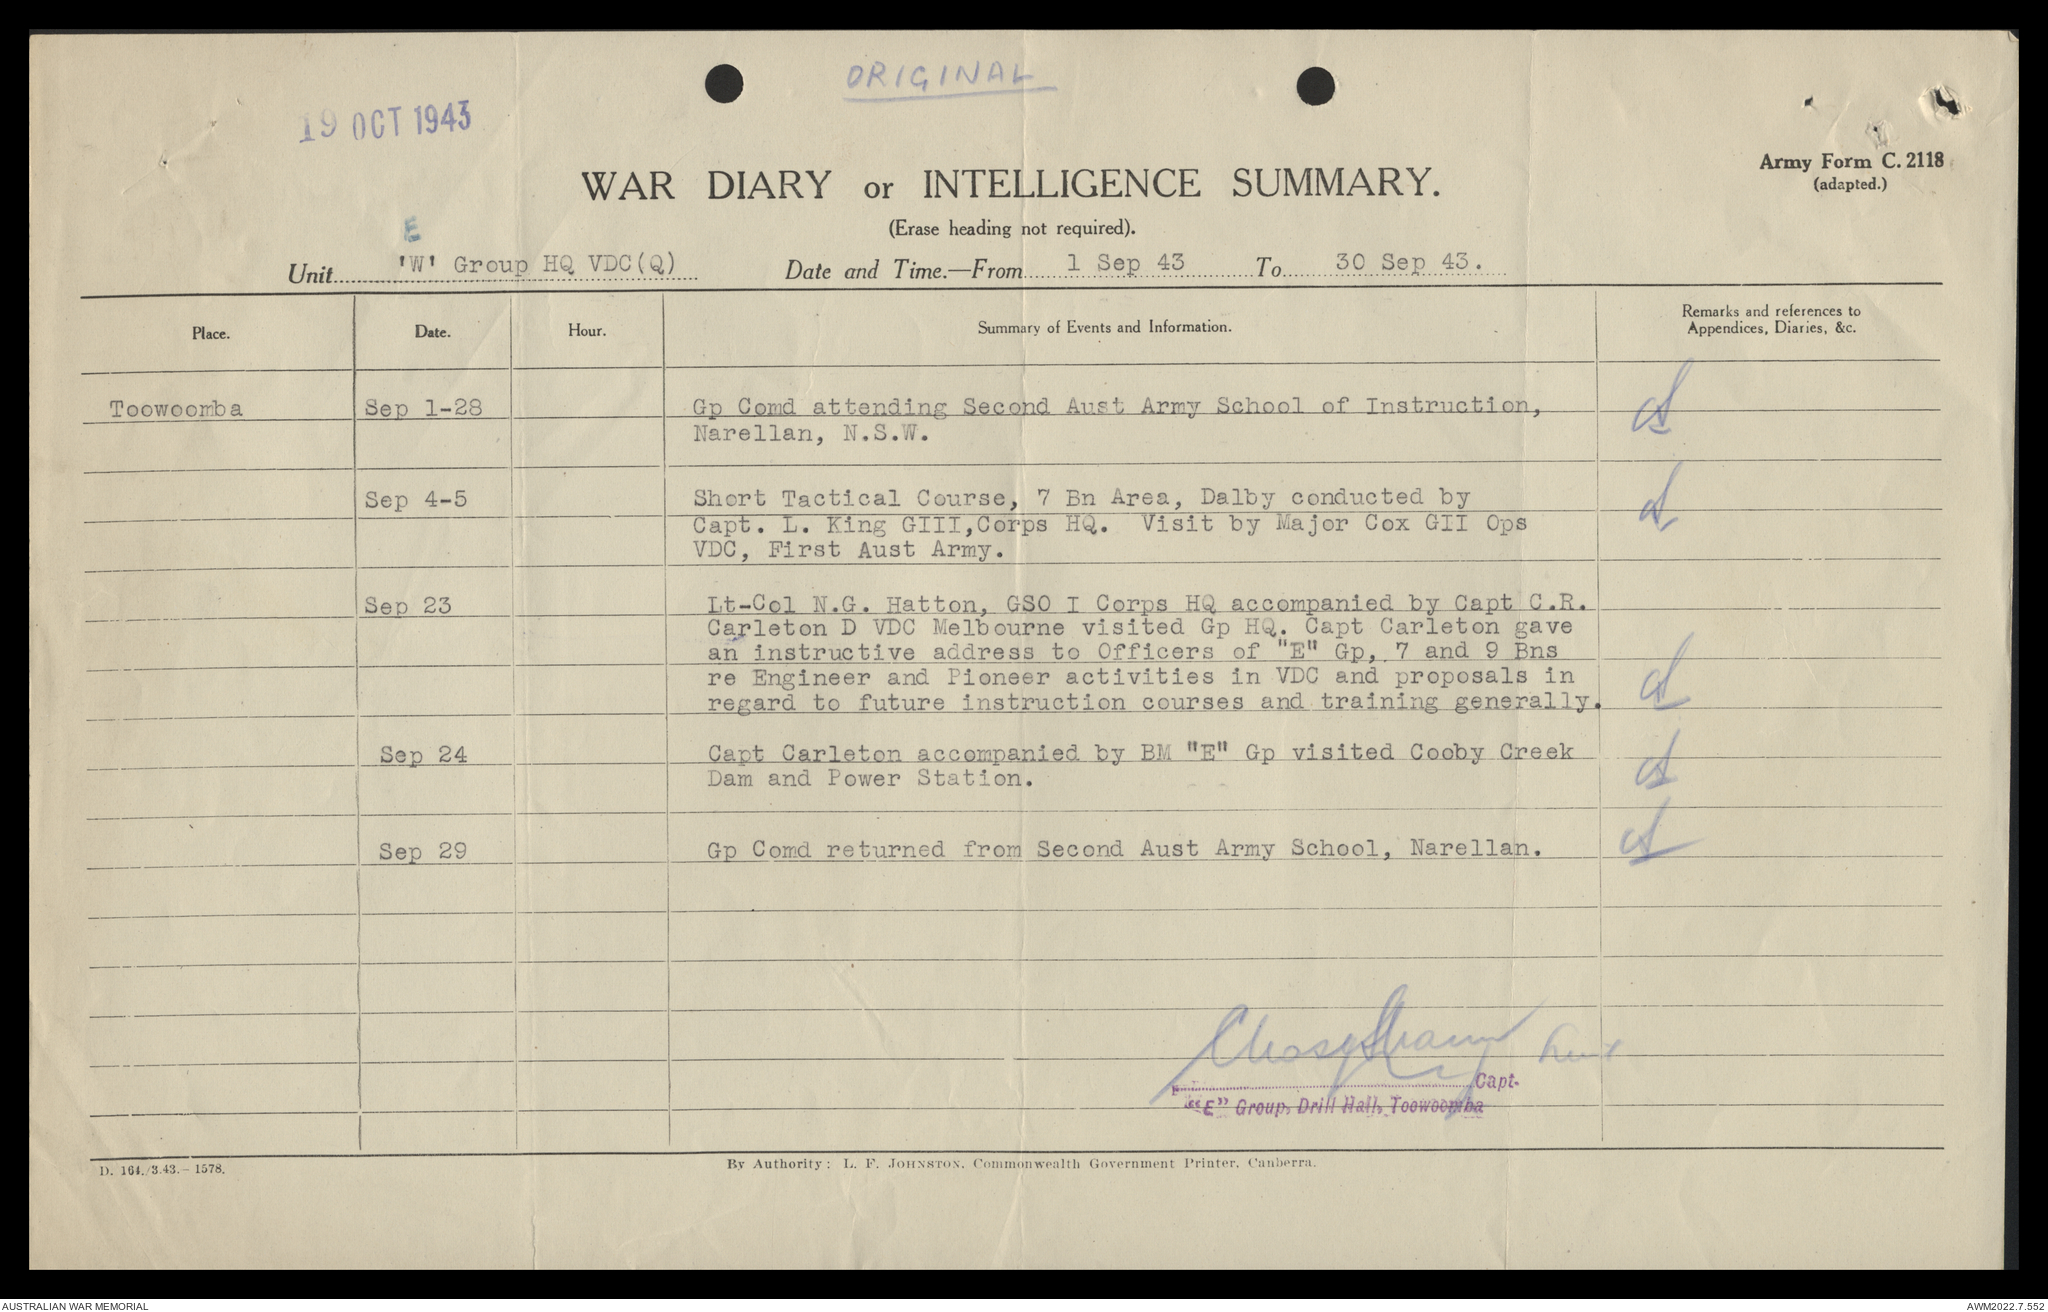 ORIGINAL
19 OCT 1943
Army Form C. 2118
(adapted.)
WAR DIARY or INTELLIGENCE SUMMARY.
(Erase heading not required).
E
Unit 'W' Group HQ VDC(Q) Date and Time.—From 1 Sep 43 To 30 Sep 43.
Place. Date. Hour. Summary of Events and Information. Remarks and references to
Appendices, Diaries, &c.
Toowoomba Sep 1-28 Gp Comd attending Second Aust Army School of Instruction,
Narellan, N.S.W.
Sep 4-5 Short Tactical Course, 7 Bn Area, Dalby conducted by
Capt. L. King GIII,Corps HQ. Visit by Major Cox GII Ops
VDC, First Aust Army.
Sep 23 Lt-Col N.G. Hatton, GSO I Corps HQ accompanied by Capt C.R.
Carleton D VDC Melbourne visited Gp HQ. Capt Carleton gave
an instructive address to Officers of "E" Gp, 7 and 9 Bns
re Engineer and Pioneer activities in VDC and proposals in
regard to future instruction courses and training generally.
Sep 24 Capt Carleton accompanied by BM "E" Gp visited Cooby Creek
Dam and Power Station.
Sep 29 Gp Comd returned from Second Aust Army School, Narellan.
Capt.
"E" Group, Drill Hall, Toowoomba
D. 164./3.43.—1578. By Authority: L. F. JOHNSTON, Commonwealth Government Printer, Canberra.
AUSTRALIAN WAR MEMORIAL AWM2022.7.552